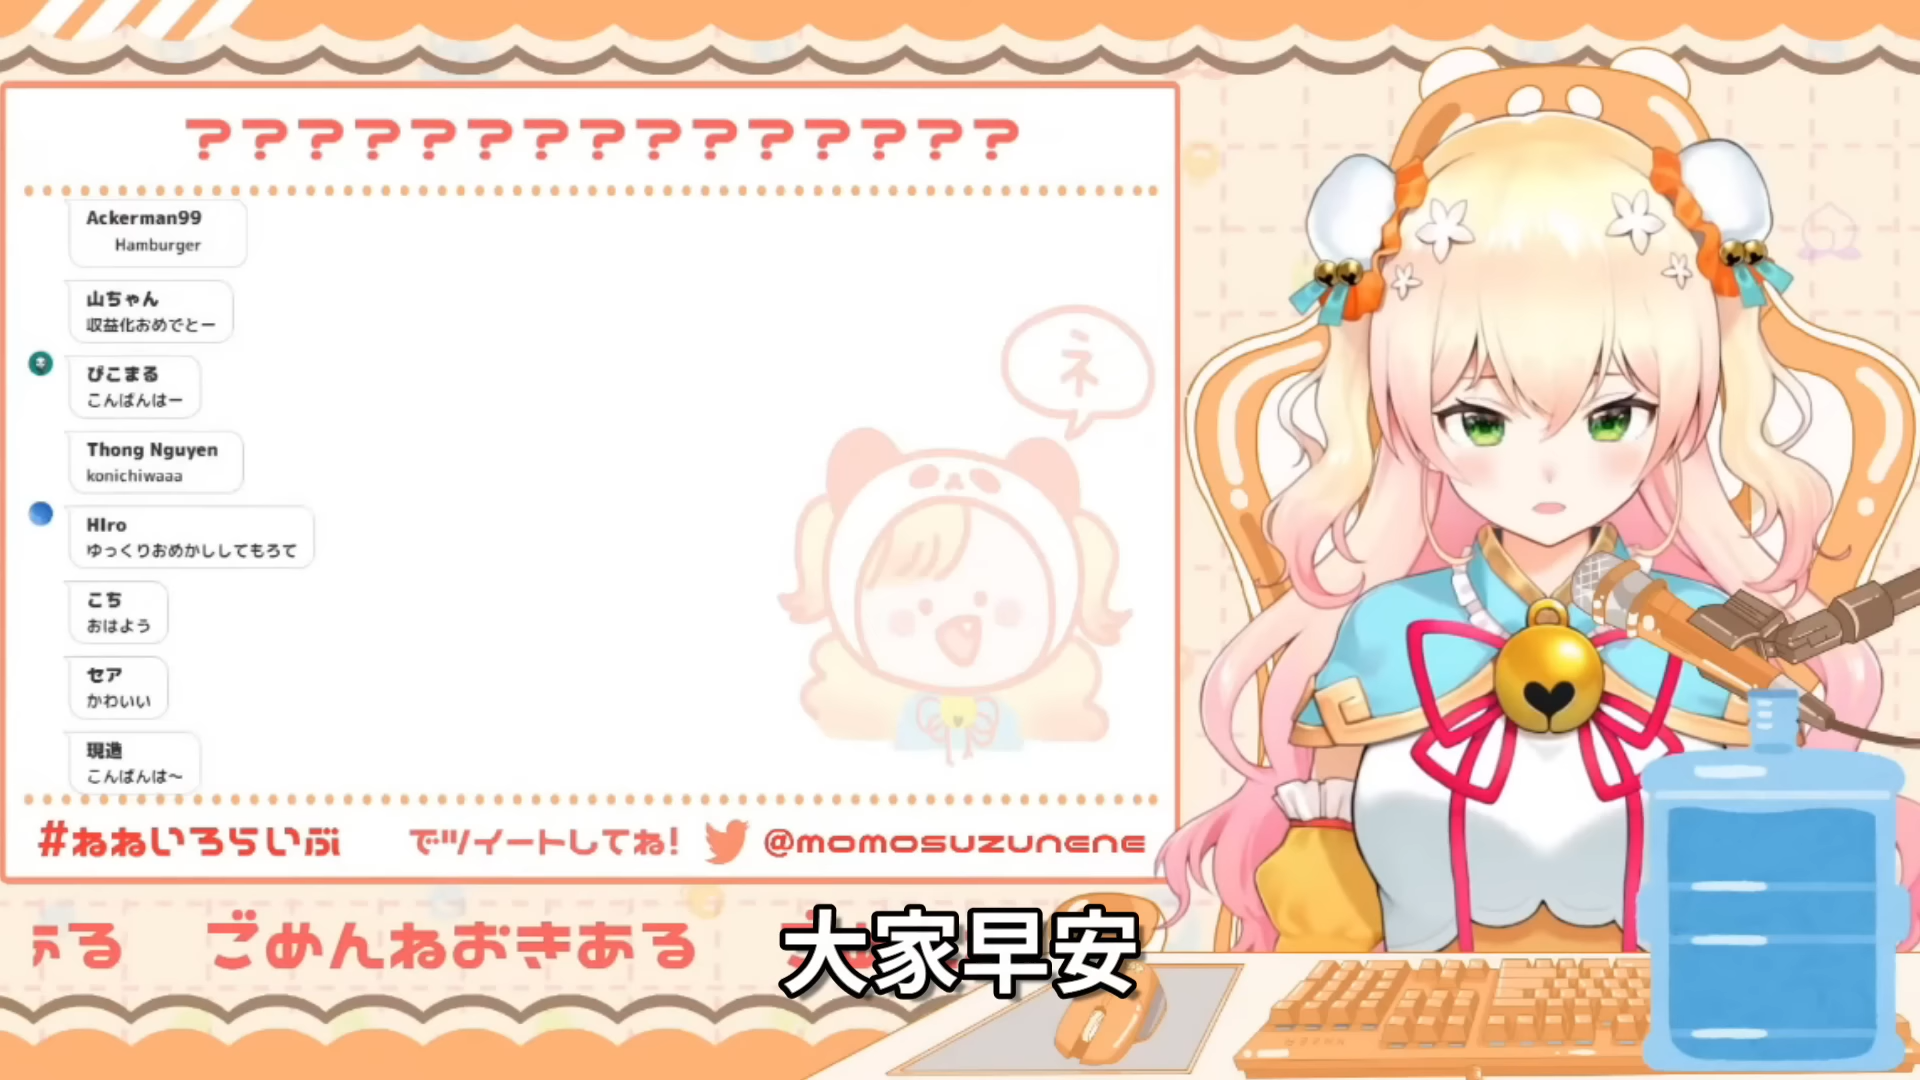 ???????????????
Ackerman99
Hamburger
山ちゃん
収益化おめでとー
ぴこまる
こんばんはー
Thong Nguyen
konichiwaaa
HIro
ゆっくりおめかししてもろて
こち
おはよう
セア
かわいい
現造
こんばんは〜
ネ
#ねねいろらいぶ でツイートしてね! @momosuzunene
ある ごめんねおきある
大家早安